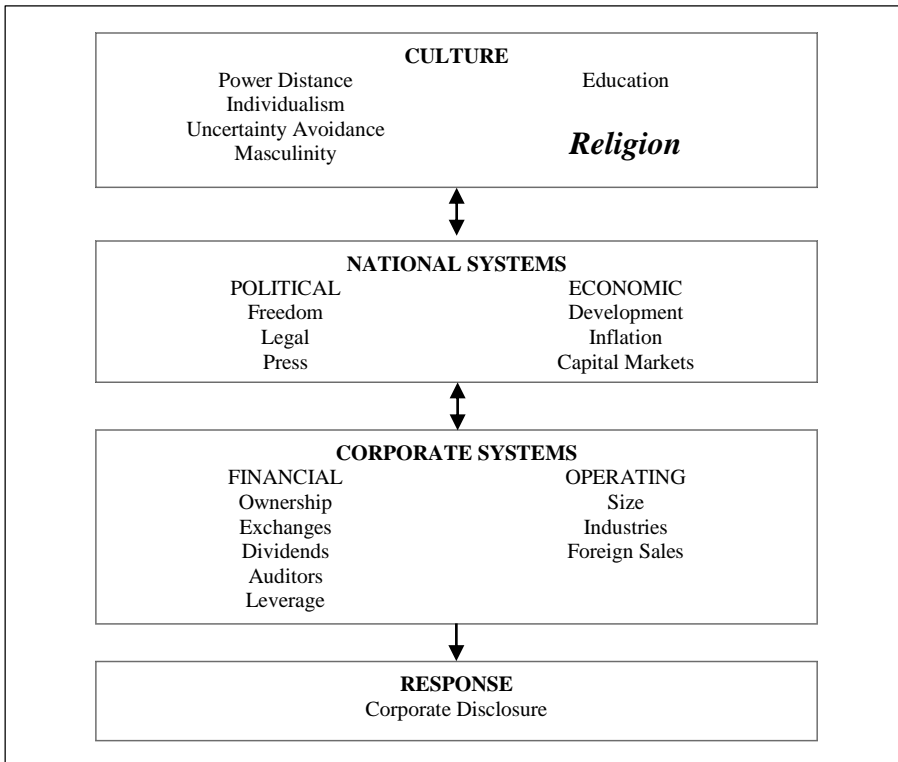 CULTURE
Power Distance Education
Individualism
Uncertainty Avoidance
Masculinity
Religion
NATIONAL SYSTEMS
POLITICAL ECONOMIC
Freedom Development
Legal Inflation
Press Capital Markets
CORPORATE SYSTEMS
FINANCIAL OPERATING
Ownership Size
Exchanges Industries
Dividends Foreign Sales
Auditors
Leverage
RESPONSE
Corporate Disclosure